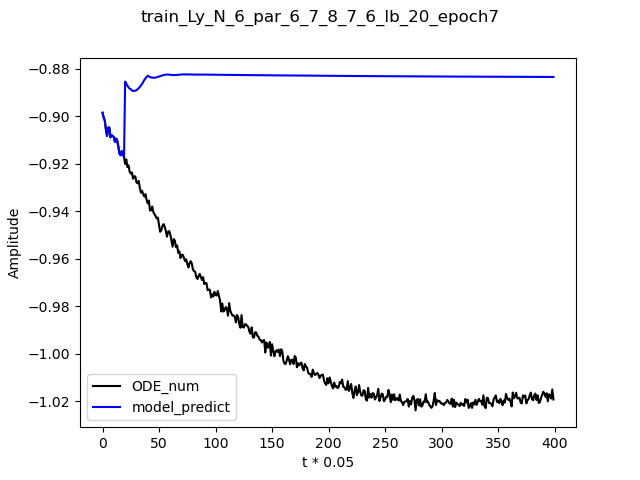 train_Ly_N_6_par_6_7_8_7_6_lb_20_epoch7
−0.88
−0.90
−0.92
−0.94
−0.96
−0.98
−1.00
−1.02
Amplitude
ODE_num
model_predict
0 50 100 150 200 250 300 350 400
t * 0.05